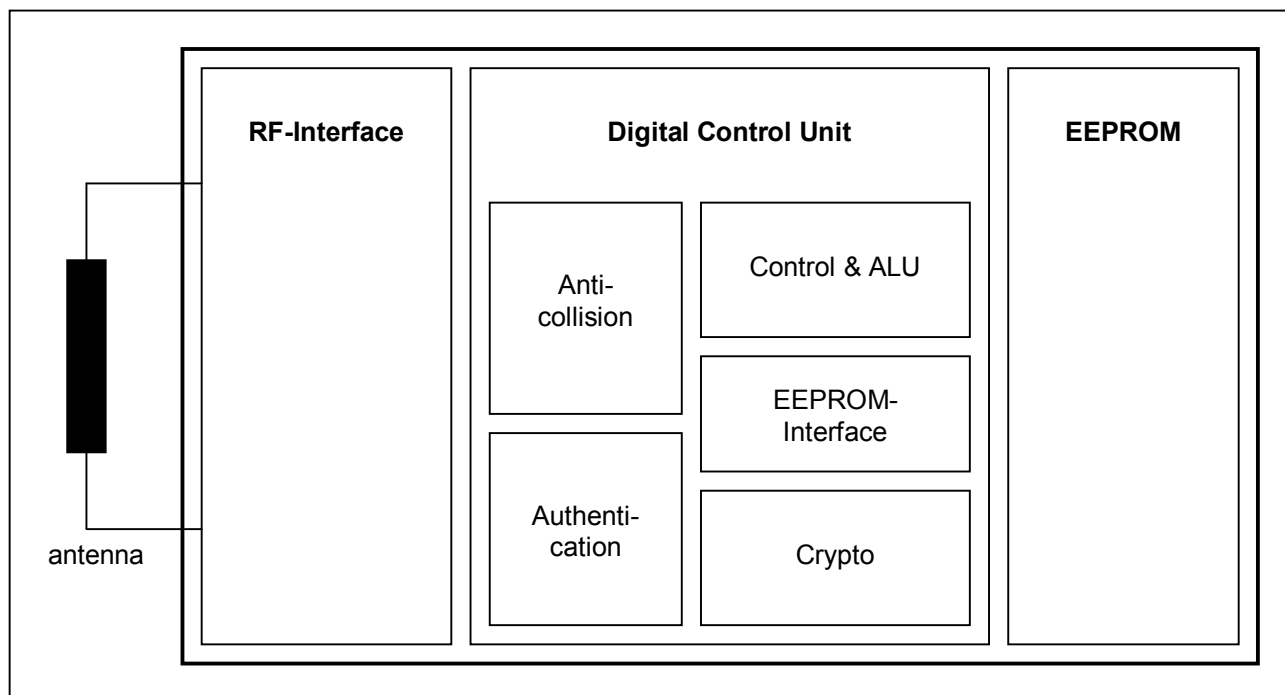 RF-Interface
Digital Control Unit
EEPROM
Anti-
collision
Control & ALU
EEPROM-
Interface
Authenti-
cation
Crypto
antenna